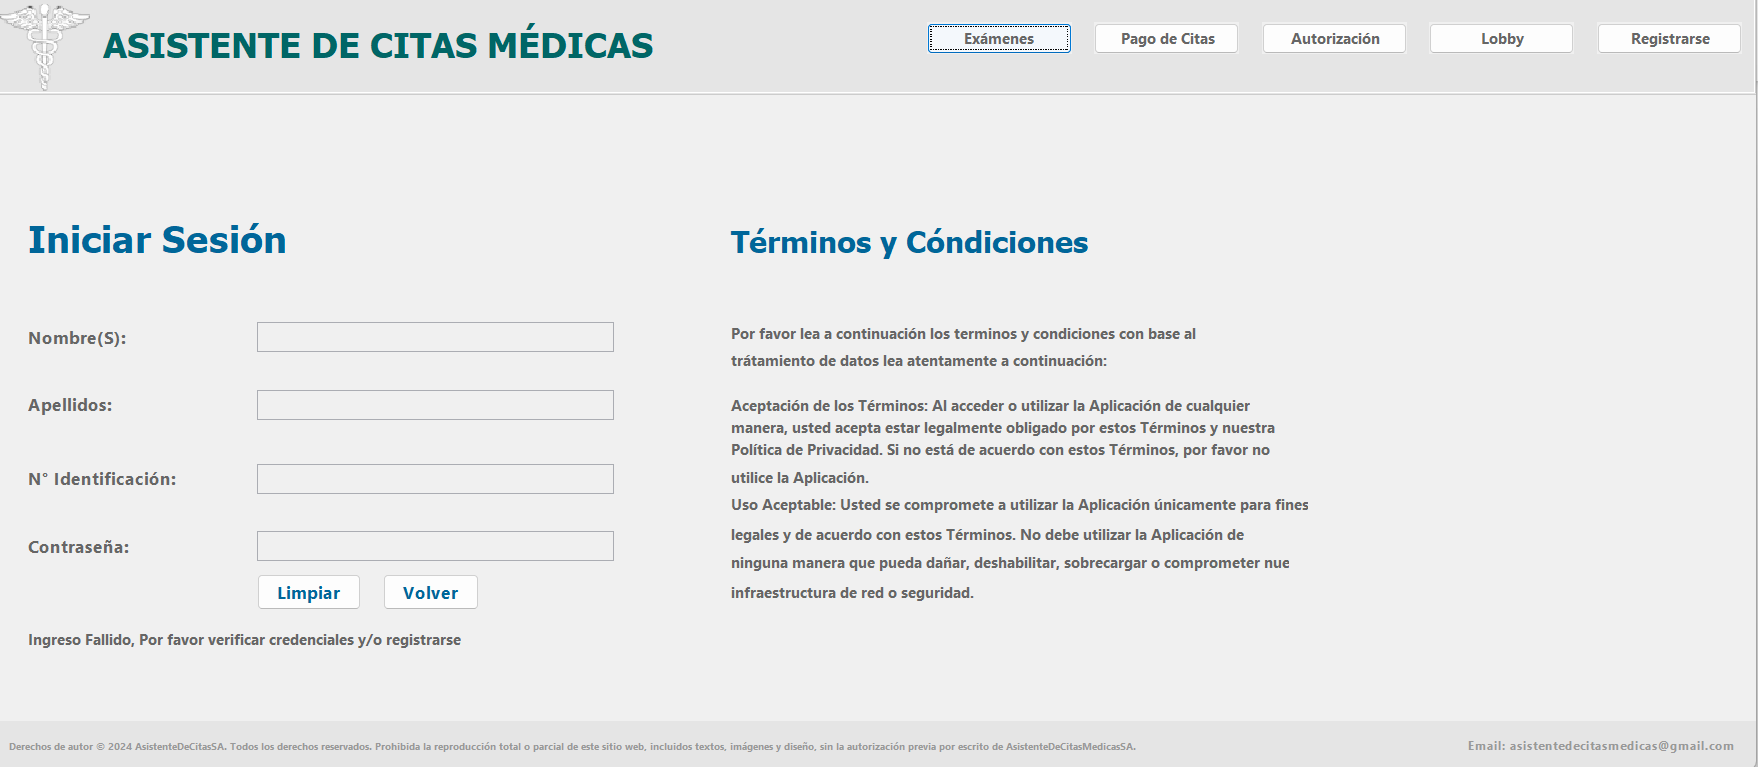 ASISTENTE DE CITAS MÉDICAS
Exámenes
Pago de Citas
Autorización
Lobby
Registrarse
Iniciar Sesión
Nombre(S):
Apellidos:
N° Identificación:
Contraseña:
Limpiar
Volver
Ingreso Fallido, Por favor verificar credenciales y/o registrarse
Términos y Cóndiciones
Por favor lea a continuación los terminos y condiciones con base al
trátamiento de datos lea atentamente a continuación:
Aceptación de los Términos: Al acceder o utilizar la Aplicación de cualquier
manera, usted acepta estar legalmente obligado por estos Términos y nuestra
Política de Privacidad. Si no está de acuerdo con estos Términos, por favor no
utilice la Aplicación.
Uso Aceptable: Usted se compromete a utilizar la Aplicación únicamente para fines
legales y de acuerdo con estos Términos. No debe utilizar la Aplicación de
ninguna manera que pueda dañar, deshabilitar, sobrecargar o comprometer nue
infraestructura de red o seguridad.
Derechos de autor © 2024 AsistenteDeCitasSA. Todos los derechos reservados. Prohibida la reproducción total o parcial de este sitio web, incluidos textos, imágenes y diseño, sin la autorización previa por escrito de AsistenteDeCitasMedicasSA.
Email: asistentedecitasmedicas@gmail.com